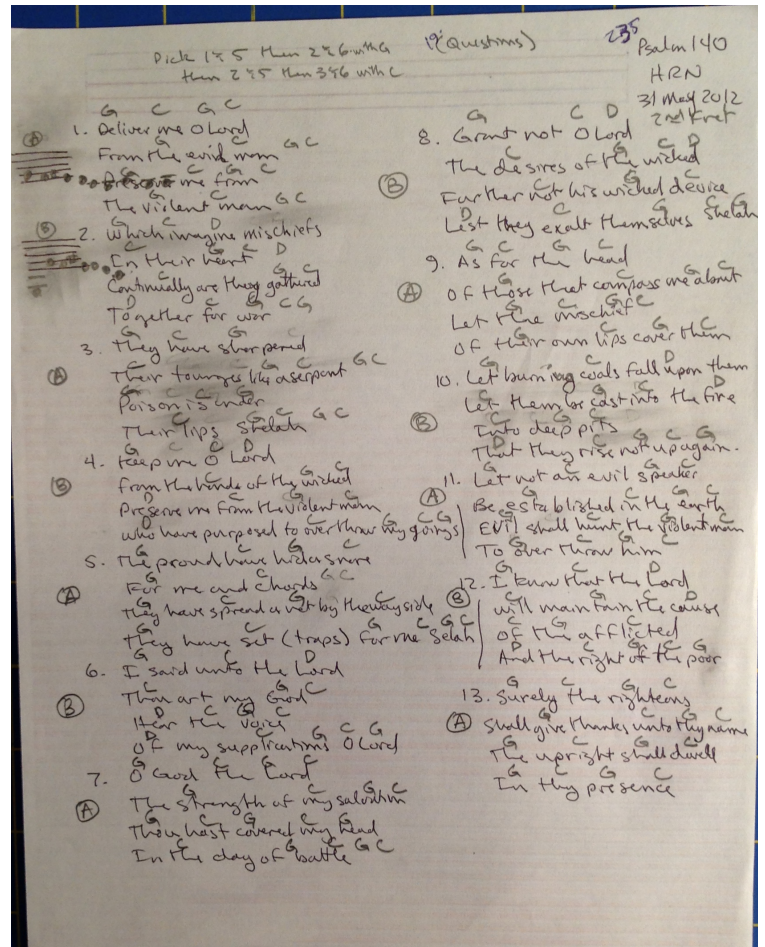 Pick 1 & 5 then 2 & 6 with G
then 2 & 5 then 3 & 6 with C
(Questions)
235
Psalm 140
HRN
31 May 2012
2nd Fret
G C G C
A
1. Deliver me O Lord
G G C
From the evid man
C G C
Preserve me from
G C
The violent man
B
G C D
2. Which imagine mischiefs
C G C D
In their heart
G C
Continually are they gathered
D C G C G
Together for war
G C G C
3. They have sharpened
A
G C G C
Their tounges like a serpant
G C G C
Poison is under
G C G C
Their lips Shelah
G C D
4. Keep me O Lord
B
C G C
from the hands of the wicked
D C
Preserve me from the violent man
C G
who have purposed to over throw my goings
G C G C
5. The proud have hid a snare
A
G C G C
For me and Chords
G C G C
They have spread a net by the wayside
G C G C G C
They have set (traps) for me Selah
G C D
6. I said unto the Lord
B
C G C
Thou art my God
D C G C
Hear the voice
D G C G
Of my supplications O Lord
G C G C
7. O God the Lord
A
G C G C
The strength of my salvation
G C G C
Thou hast covered my head
C G C G C
In the day of battle
G C D
8. Grant not O Lord
C G C D
The desires of the wicked
B
C G C
Further not his wicked device
D C G C
Lest they exalt themselves Shelah
G C G C
9. As for the head
A
G C G C
Of those that compass me about
G C G C
Let the mischief
G C G C
Of their own lips cover them
G C D
10. Let burning coals fall upon them
C G C D
Let them be cast into the fire
B
C G C
Into deep pits
D C G C G
That they rise not up again.
G C G C
11. Let not an evil speaker
A
G C G C
Be established in the earth
G C G C
Evil shall hunt the violent man
G C G C
To over throw him
G C D
12. I know that the Lord
B
C G C D
will maintain the cause
C G C
Of the afflicted
D C G C G
And the right of the poor
G C G C
13. Surely the righteous
A
G C G C
Shall give thanks unto thy name
G C G C
The upright shall dwell
G C G C
In thy presence